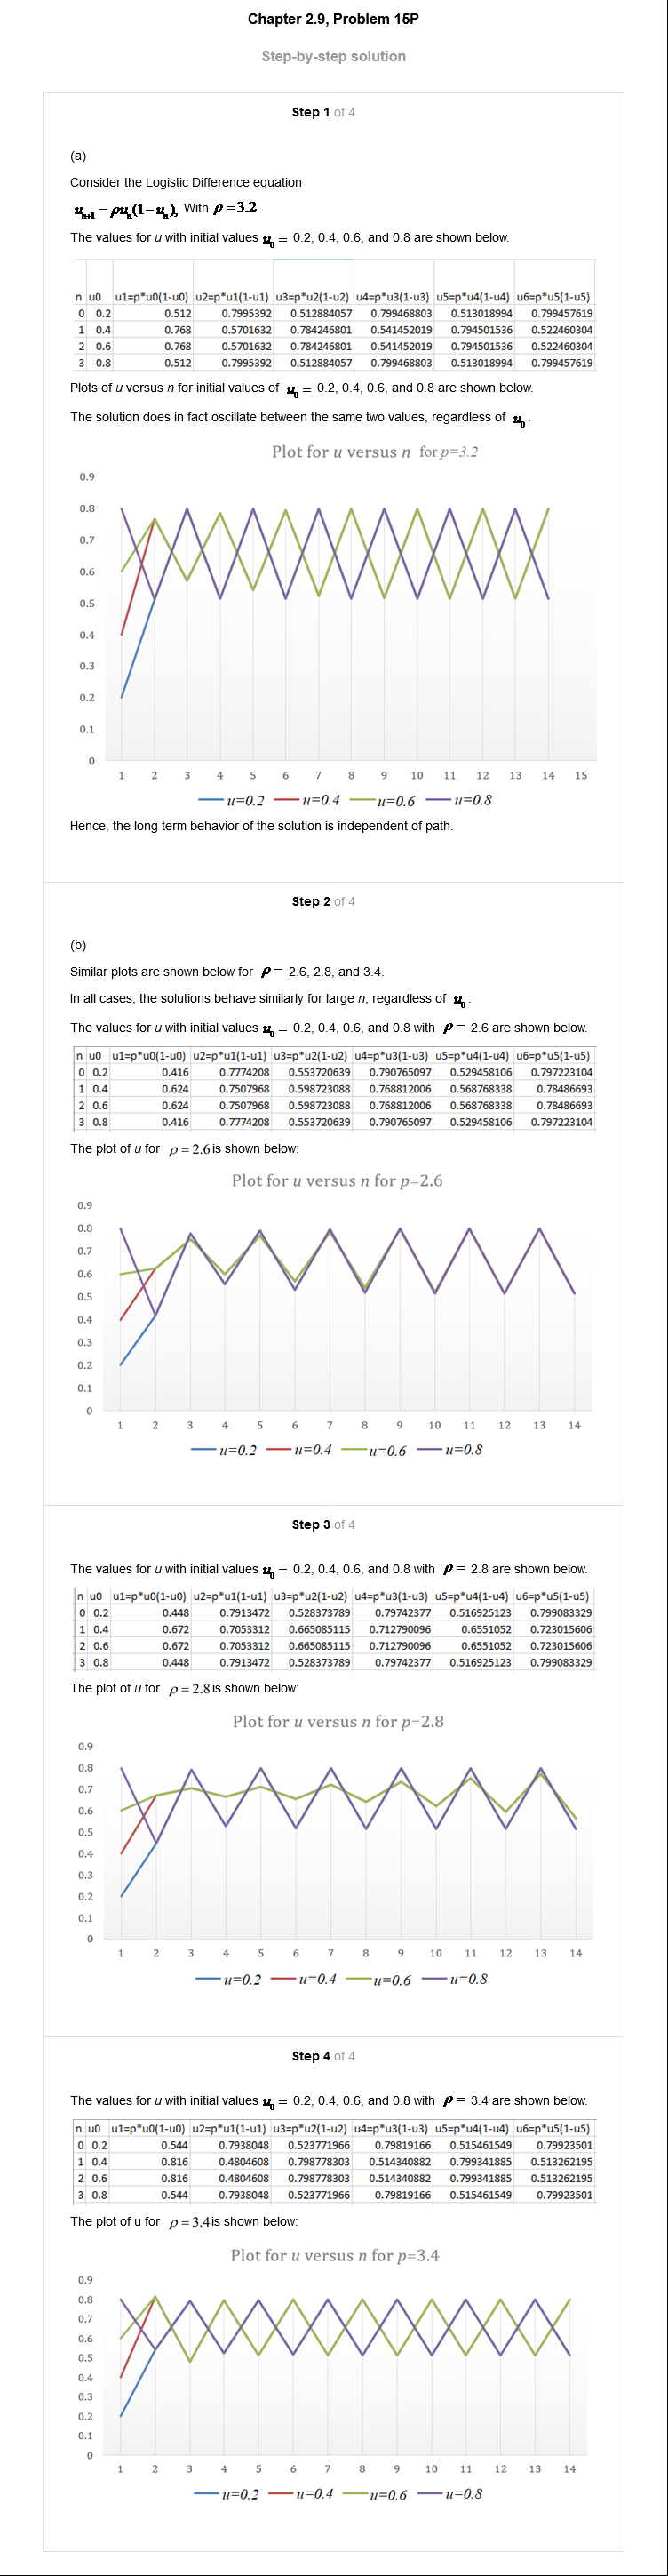 Chapter 2.9, Problem 15P
Step-by-step solution
Step 1 of 4
(a)
Consider the Logistic Difference equation
uₙ₊₁ = ρuₙ(1−uₙ), With ρ=3.2
The values for u with initial values u₀ = 0.2, 0.4, 0.6, and 0.8 are shown below.
n u0 u1=p*u0(1-u0) u2=p*u1(1-u1) u3=p*u2(1-u2) u4=p*u3(1-u3) u5=p*u4(1-u4) u6=p*u5(1-u5)
0 0.2 0.512 0.7995392 0.512884057 0.799468803 0.513018994 0.799457619
1 0.4 0.768 0.5701632 0.784246801 0.541452019 0.794501536 0.522460304
2 0.6 0.768 0.5701632 0.784246801 0.541452019 0.794501536 0.522460304
3 0.8 0.512 0.7995392 0.512884057 0.799468803 0.513018994 0.799457619
Plots of u versus n for initial values of u₀ = 0.2, 0.4, 0.6, and 0.8 are shown below.
The solution does in fact oscillate between the same two values, regardless of u₀.
Plot for u versus n for p=3.2
0.9
0.8
0.7
0.6
0.5
0.4
0.3
0.2
0.1
0
1 2 3 4 5 6 7 8 9 10 11 12 13 14 15
u=0.2 u=0.4 u=0.6 u=0.8
Hence, the long term behavior of the solution is independent of path.
Step 2 of 4
(b)
Similar plots are shown below for ρ = 2.6, 2.8, and 3.4.
In all cases, the solutions behave similarly for large n, regardless of u₀.
The values for u with initial values u₀ = 0.2, 0.4, 0.6, and 0.8 with ρ = 2.6 are shown below.
n u0 u1=p*u0(1-u0) u2=p*u1(1-u1) u3=p*u2(1-u2) u4=p*u3(1-u3) u5=p*u4(1-u4) u6=p*u5(1-u5)
0 0.2 0.416 0.7774208 0.553720639 0.790765097 0.529458106 0.797223104
1 0.4 0.624 0.7507968 0.598723088 0.768812006 0.568768338 0.78486693
2 0.6 0.624 0.7507968 0.598723088 0.768812006 0.568768338 0.78486693
3 0.8 0.416 0.7774208 0.553720639 0.790765097 0.529458106 0.797223104
The plot of u for ρ = 2.6 is shown below:
Plot for u versus n for p=2.6
0.9
0.8
0.7
0.6
0.5
0.4
0.3
0.2
0.1
0
1 2 3 4 5 6 7 8 9 10 11 12 13 14
u=0.2 u=0.4 u=0.6 u=0.8
Step 3 of 4
The values for u with initial values u₀ = 0.2, 0.4, 0.6, and 0.8 with ρ = 2.8 are shown below.
n u0 u1=p*u0(1-u0) u2=p*u1(1-u1) u3=p*u2(1-u2) u4=p*u3(1-u3) u5=p*u4(1-u4) u6=p*u5(1-u5)
0 0.2 0.448 0.7913472 0.528373789 0.79742377 0.516925123 0.799083329
1 0.4 0.672 0.7053312 0.665085115 0.712790096 0.6551052 0.723015606
2 0.6 0.672 0.7053312 0.665085115 0.712790096 0.6551052 0.723015606
3 0.8 0.448 0.7913472 0.528373789 0.79742377 0.516925123 0.799083329
The plot of u for ρ = 2.8 is shown below:
Plot for u versus n for p=2.8
0.9
0.8
0.7
0.6
0.5
0.4
0.3
0.2
0.1
0
1 2 3 4 5 6 7 8 9 10 11 12 13 14
u=0.2 u=0.4 u=0.6 u=0.8
Step 4 of 4
The values for u with initial values u₀ = 0.2, 0.4, 0.6, and 0.8 with ρ = 3.4 are shown below.
n u0 u1=p*u0(1-u0) u2=p*u1(1-u1) u3=p*u2(1-u2) u4=p*u3(1-u3) u5=p*u4(1-u4) u6=p*u5(1-u5)
0 0.2 0.544 0.7938048 0.523771966 0.79819166 0.515461549 0.79923501
1 0.4 0.816 0.4804608 0.798778303 0.514340882 0.799341885 0.513262195
2 0.6 0.816 0.4804608 0.798778303 0.514340882 0.799341885 0.513262195
3 0.8 0.544 0.7938048 0.523771966 0.79819166 0.515461549 0.79923501
The plot of u for ρ = 3.4 is shown below:
Plot for u versus n for p=3.4
0.9
0.8
0.7
0.6
0.5
0.4
0.3
0.2
0.1
0
1 2 3 4 5 6 7 8 9 10 11 12 13 14
u=0.2 u=0.4 u=0.6 u=0.8